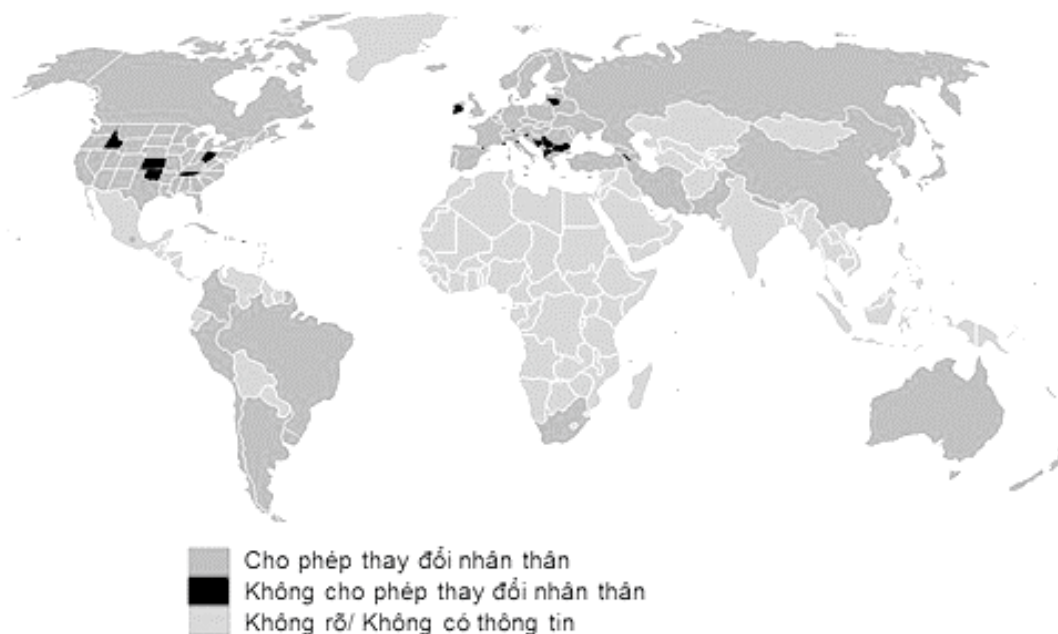 Cho phép thay đổi nhân thân
Không cho phép thay đổi nhân thân
Không rõ/ Không có thông tin